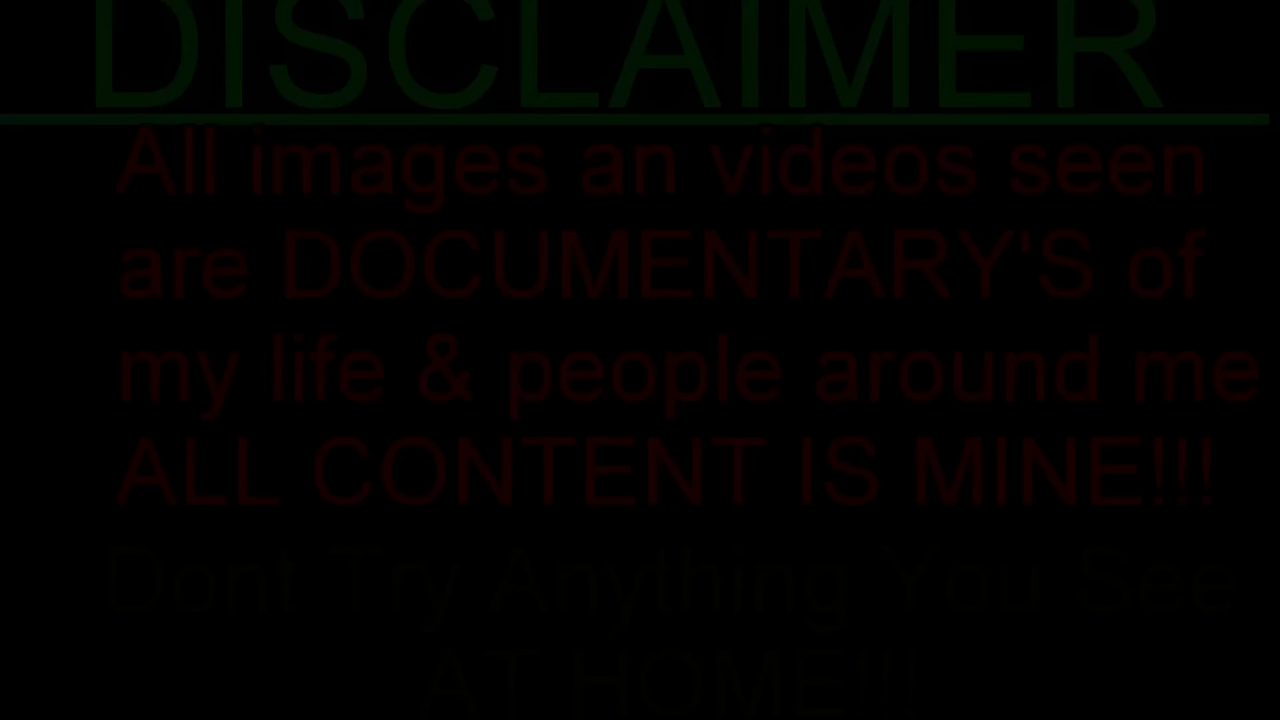 DISCLAIMER
All images an videos seen
are DOCUMENTARY'S of
my life & people around me
ALL CONTENT IS MINE!!!
Dont Try Anything You See
AT HOME!!!